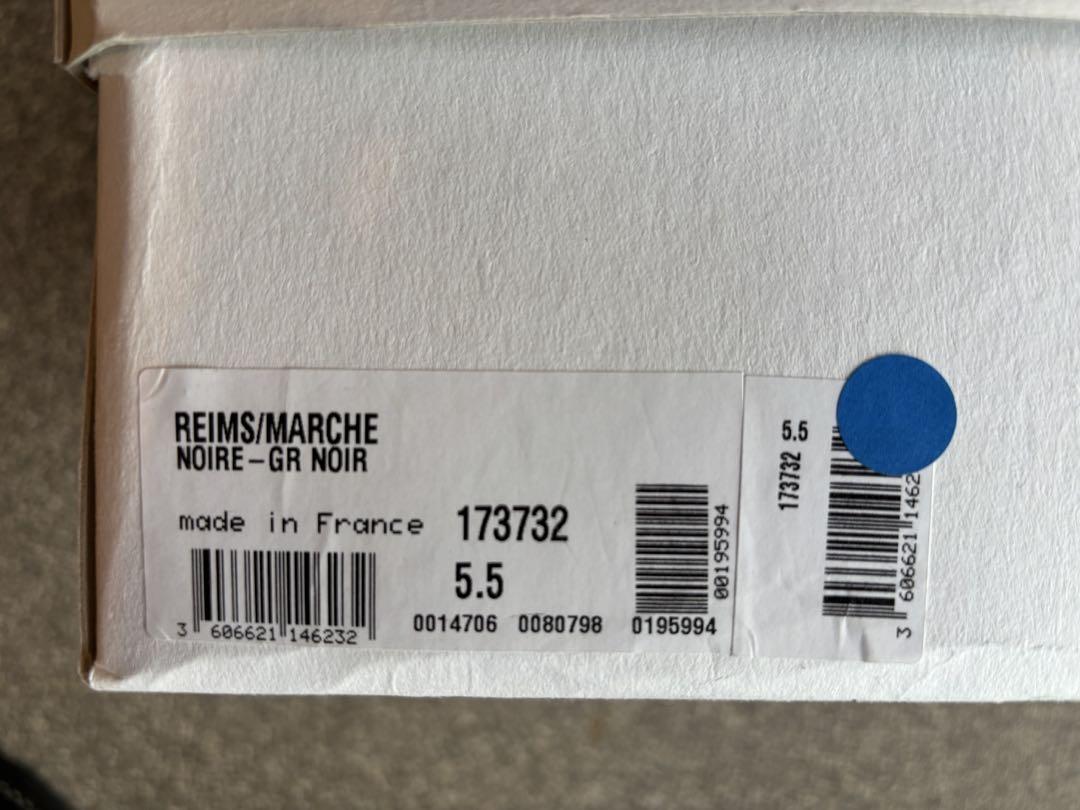 REIMS/MARCHE
NOIRE-GR NOIR
made in France 173732
5.5
3 606621 146232
0014706 0080798 0195994
00195994
5.5
173732
3 606621 1462